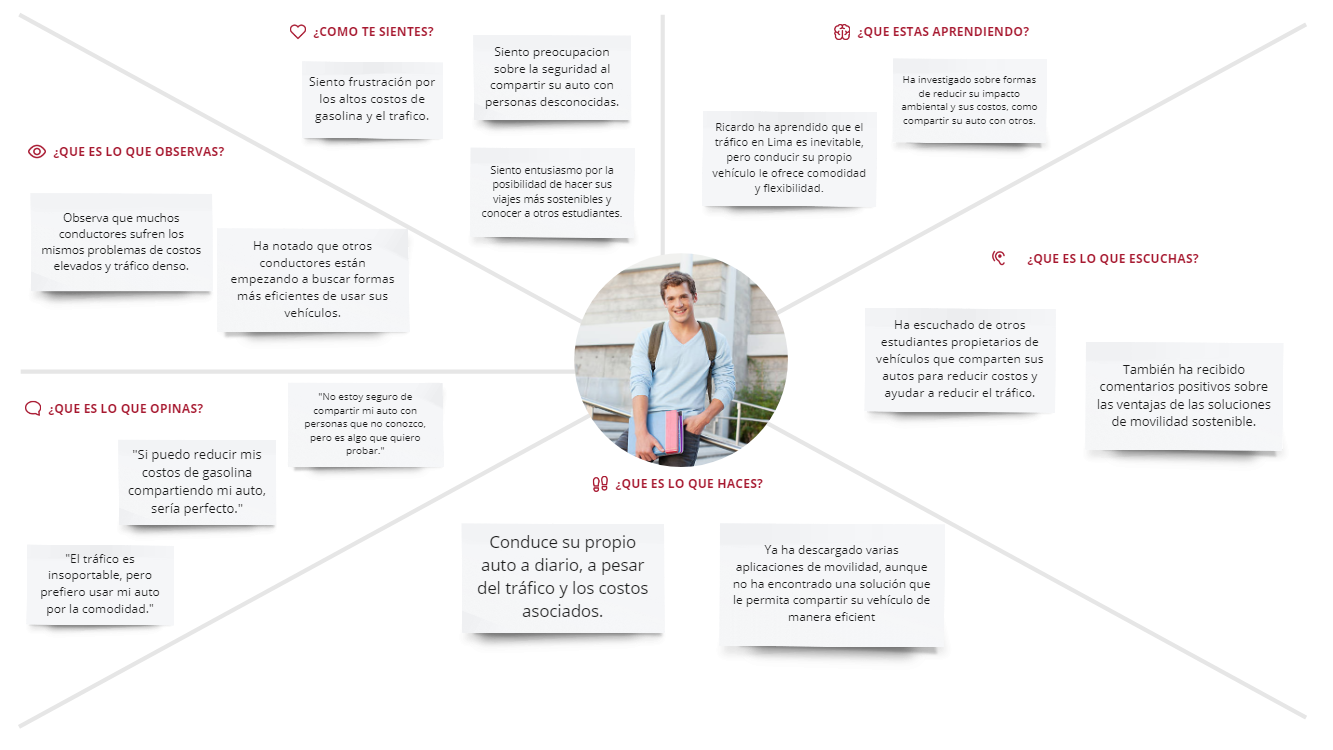 ¿COMO TE SIENTES?
Siento frustración por
los altos costos de
gasolina y el trafico.
Siento preocupacion
sobre la seguridad al
compartir su auto con
personas desconocidas.
Siento entusiasmo por la
posibilidad de hacer sus
viajes más sostenibles y
conocer a otros estudiantes.
¿QUE ESTAS APRENDIENDO?
Ha investigado sobre formas
de reducir su impacto
ambiental y sus costos, como
compartir su auto con otros.
Ricardo ha aprendido que el
tráfico en Lima es inevitable,
pero conducir su propio
vehículo le ofrece comodidad
y flexibilidad.
¿QUE ES LO QUE OBSERVAS?
Observa que muchos
conductores sufren los
mismos problemas de costos
elevados y tráfico denso.
Ha notado que otros
conductores están
empezando a buscar formas
más eficientes de usar sus
vehículos.
¿QUE ES LO QUE ESCUCHAS?
Ha escuchado de otros
estudiantes propietarios de
vehículos que comparten sus
autos para reducir costos y
ayudar a reducir el tráfico.
También ha recibido
comentarios positivos sobre
las ventajas de las soluciones
de movilidad sostenible.
¿QUE ES LO QUE OPINAS?
"No estoy seguro de
compartir mi auto con
personas que no conozco,
pero es algo que quiero
probar."
"Si puedo reducir mis
costos de gasolina
compartiendo mi auto,
sería perfecto."
"El tráfico es
insoportable, pero
prefiero usar mi auto
por la comodidad."
¿QUE ES LO QUE HACES?
Conduce su propio
auto a diario, a pesar
del tráfico y los costos
asociados.
Ya ha descargado varias
aplicaciones de movilidad, aunque
no ha encontrado una solución que
le permita compartir su vehículo de
manera eficient